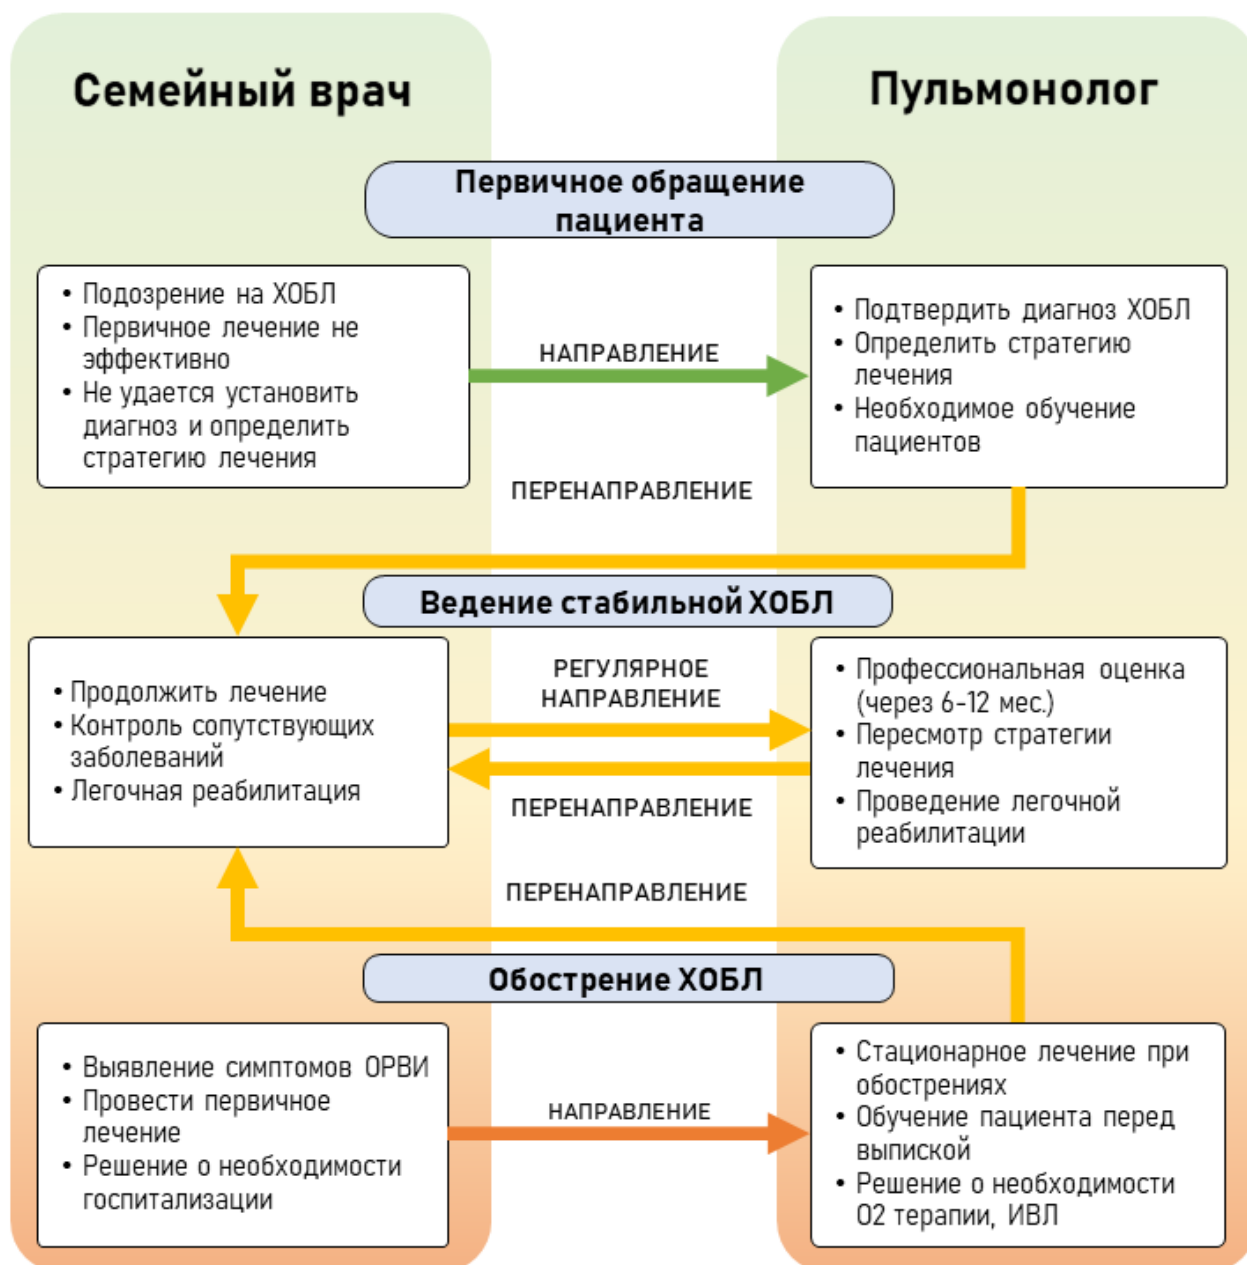 Семейный врач
Пульмонолог
Первичное обращение
пациента
• Подозрение на ХОБЛ
• Первичное лечение не
эффективно
• Не удается установить
диагноз и определить
стратегию лечения
НАПРАВЛЕНИЕ
• Подтвердить диагноз ХОБЛ
• Определить стратегию
лечения
• Необходимое обучение
пациентов
ПЕРЕНАПРАВЛЕНИЕ
Ведение стабильной ХОБЛ
• Продолжить лечение
• Контроль сопутствующих
заболеваний
• Легочная реабилитация
РЕГУЛЯРНОЕ
НАПРАВЛЕНИЕ
ПЕРЕНАПРАВЛЕНИЕ
• Профессиональная оценка
(через 6-12 мес.)
• Пересмотр стратегии
лечения
• Проведение легочной
реабилитации
ПЕРЕНАПРАВЛЕНИЕ
Обострение ХОБЛ
• Выявление симптомов ОРВИ
• Провести первичное
лечение
• Решение о необходимости
госпитализации
НАПРАВЛЕНИЕ
• Стационарное лечение при
обострениях
• Обучение пациента перед
выпиской
• Решение о необходимости
О2 терапии, ИВЛ